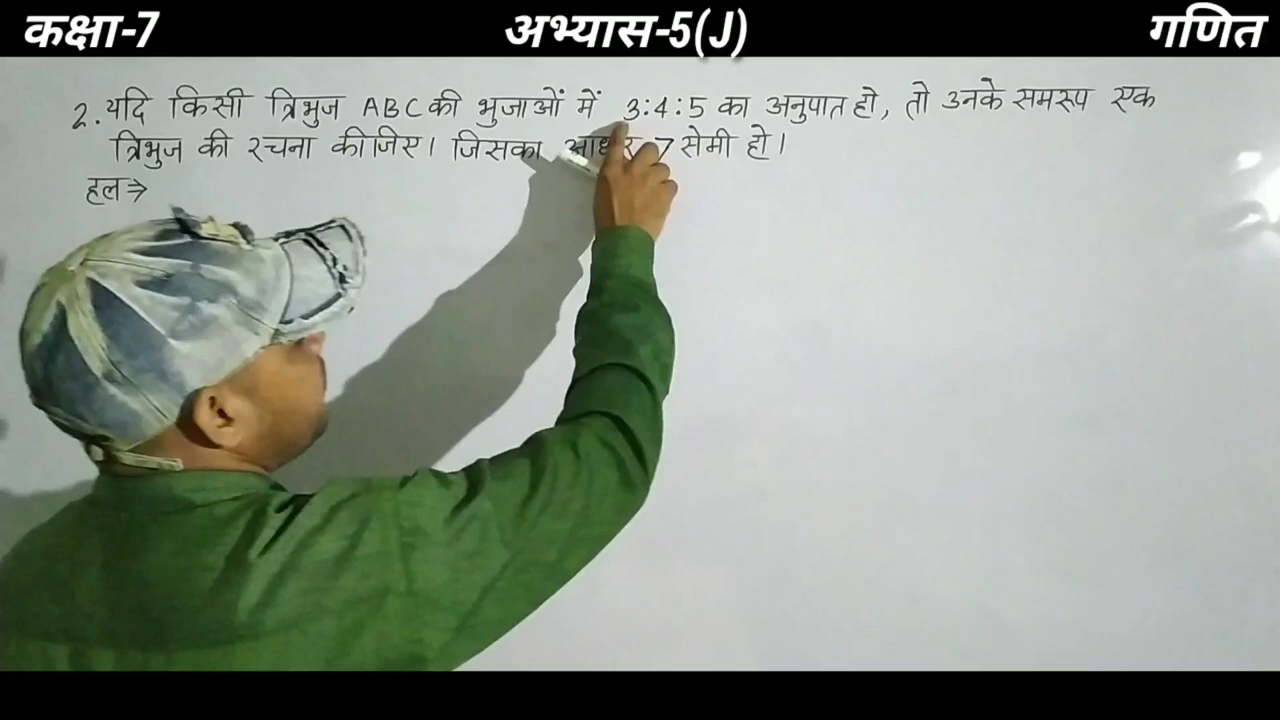 कक्षा-7 अभ्यास-5(J) गणित
2. यदि किसी त्रिभुज ABC की भुजाओं में 3:4:5 का अनुपात हो, तो उनके समरूप एक
त्रिभुज की रचना कीजिए। जिसका आधार 7 सेमी हो।
हल⇒